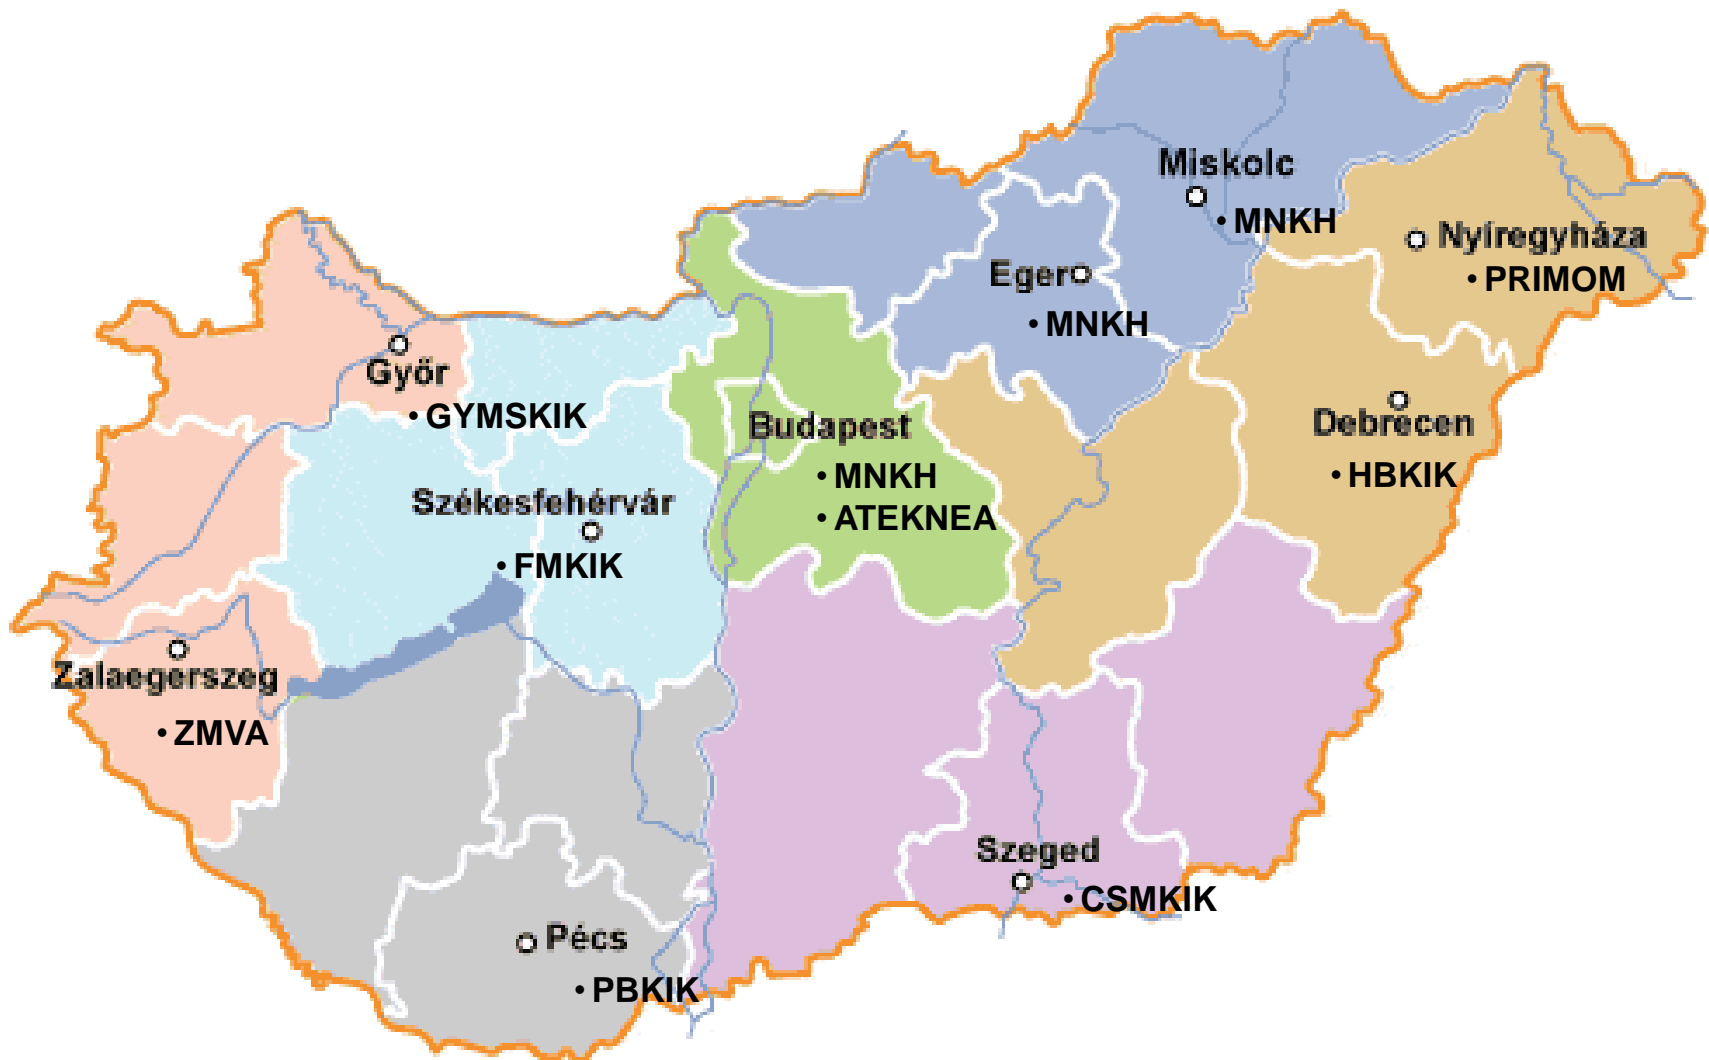 Miskolc
• MNKH
Nyíregyháza
• PRIMOM
Eger
• MNKH
Győr
• GYMSKIK
Budapest
• MNKH
• ATEKNEA
Debrecen
• HBKIK
Székesfehérvár
• FMKIK
Zalaegerszeg
• ZMVA
Szeged
• CSMKIK
Pécs
• PBKIK